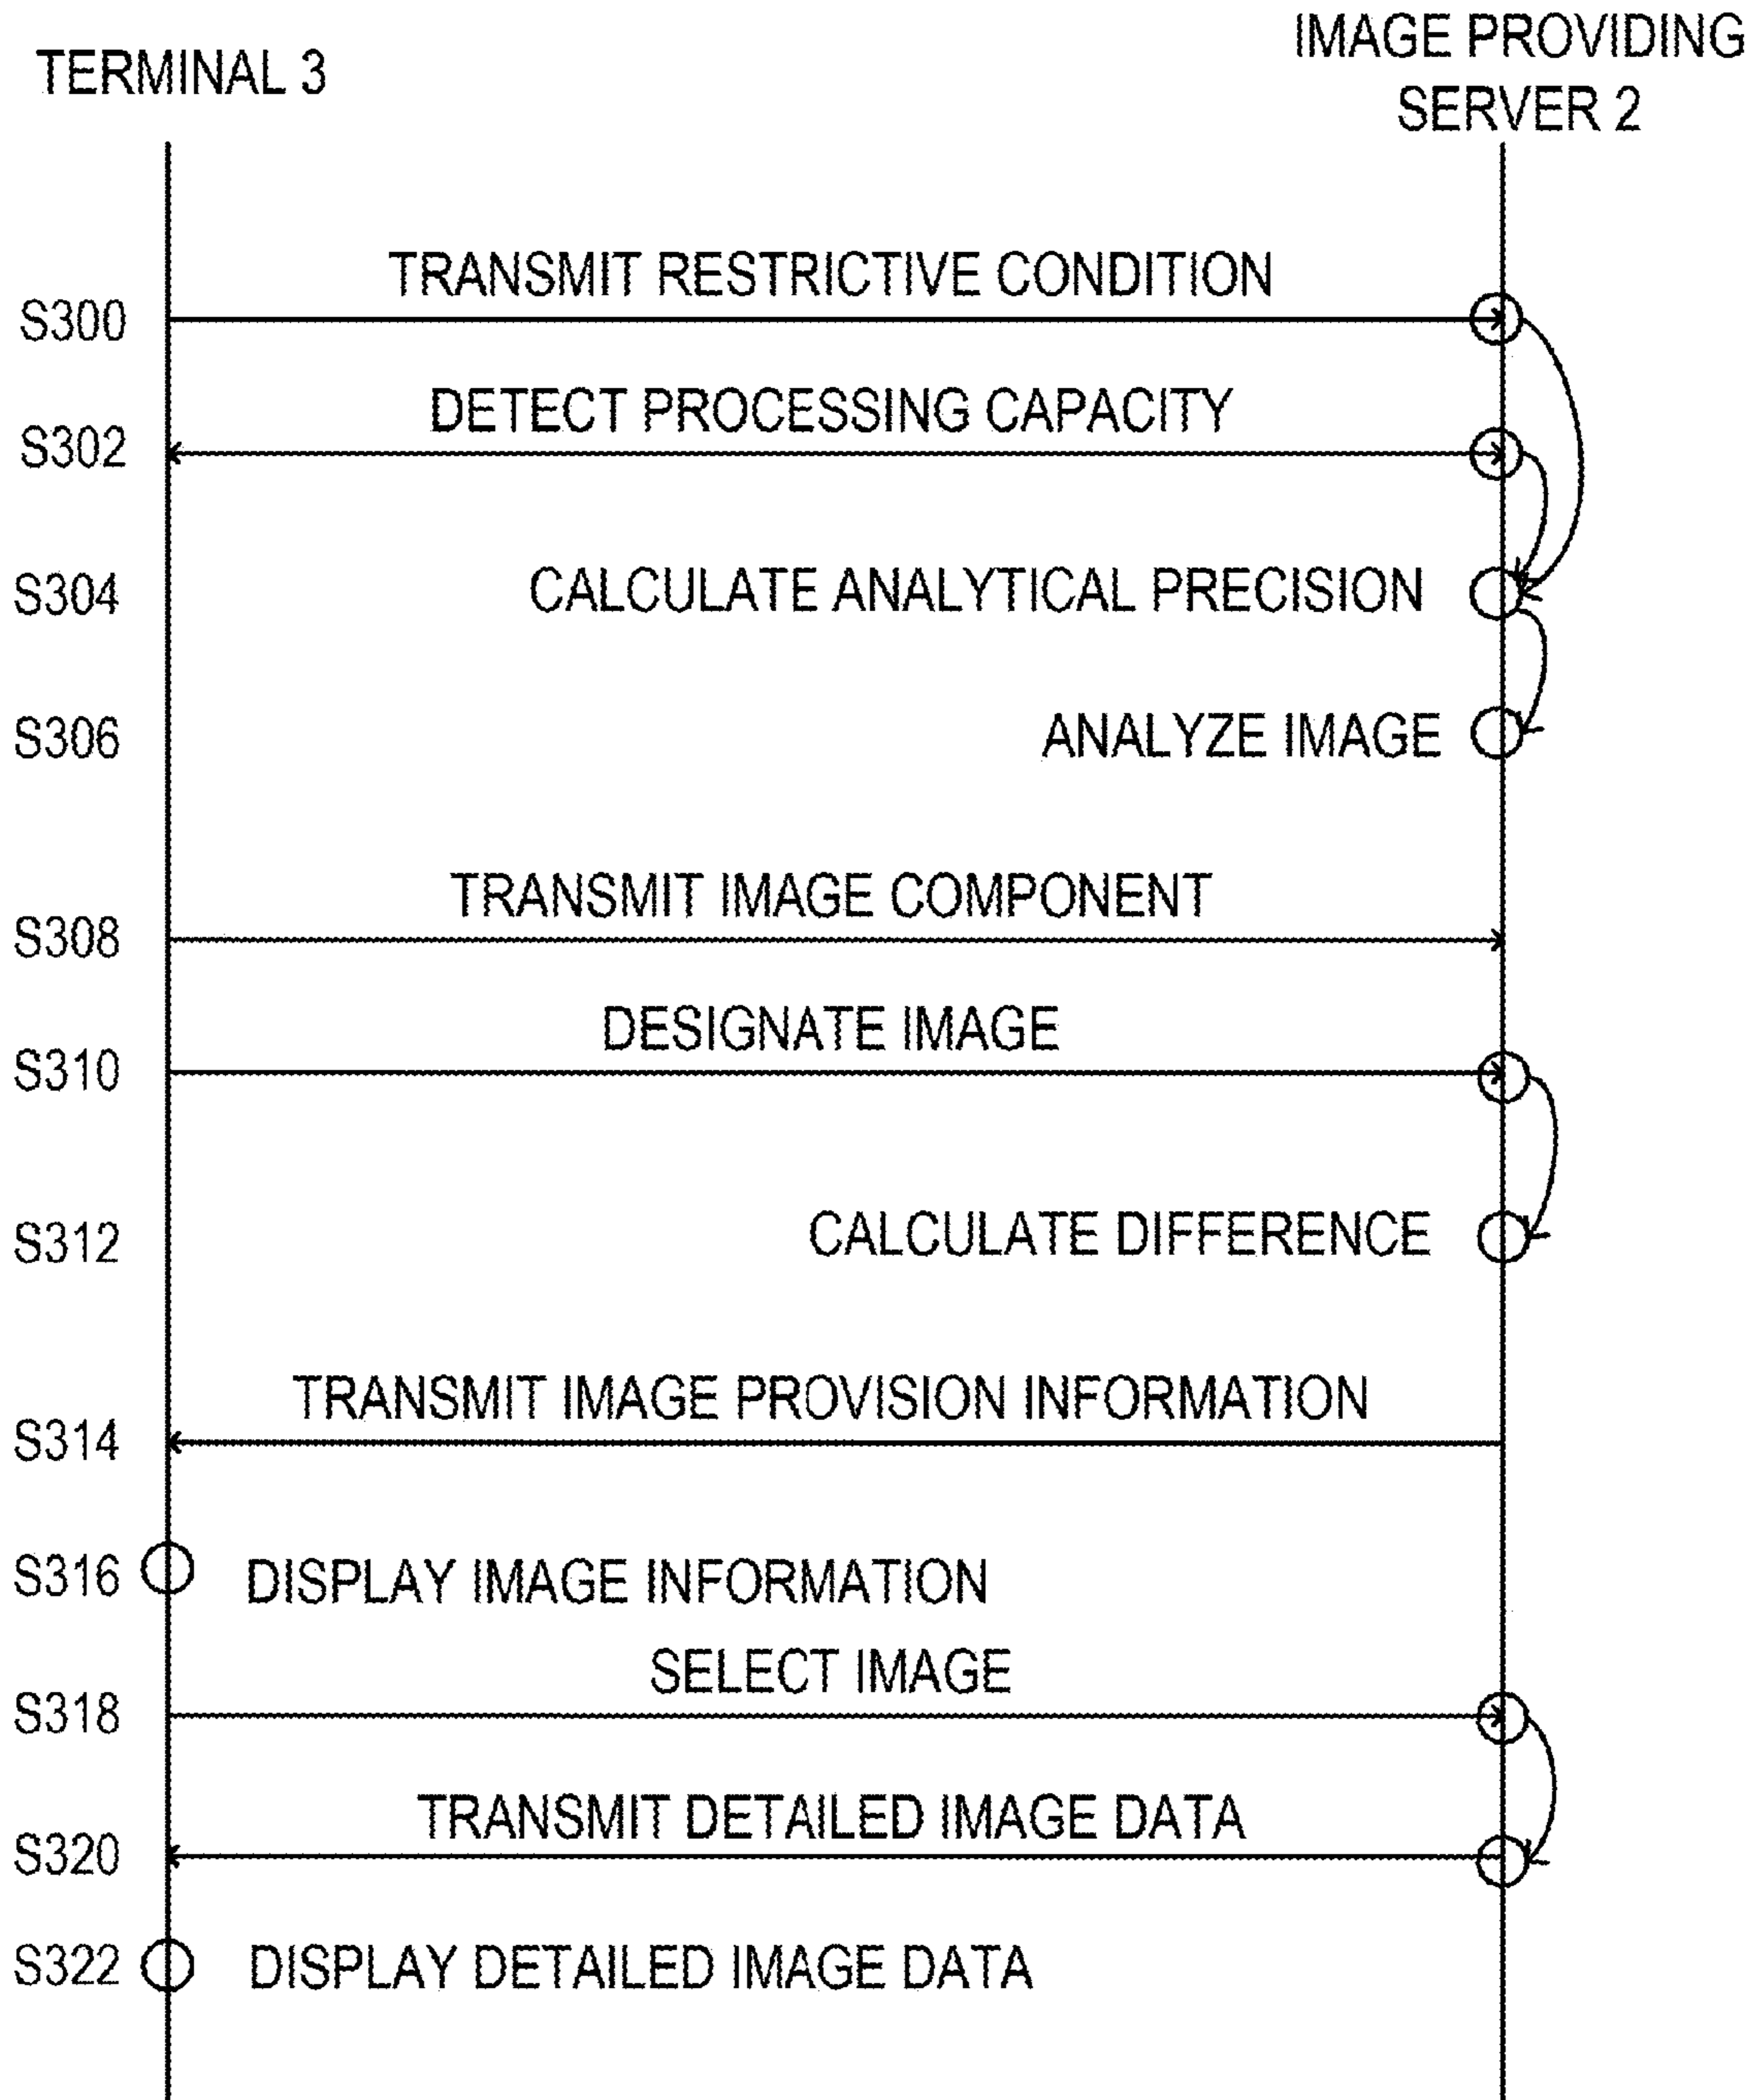 TERMINAL 3
IMAGE PROVIDING
SERVER 2
TRANSMIT RESTRICTIVE CONDITION
S300
DETECT PROCESSING CAPACITY
S302
S304
CALCULATE ANALYTICAL PRECISION
S306
ANALYZE IMAGE
TRANSMIT IMAGE COMPONENT
S308
DESIGNATE IMAGE
S310
S312
CALCULATE DIFFERENCE
TRANSMIT IMAGE PROVISION INFORMATION
S314
S316
DISPLAY IMAGE INFORMATION
SELECT IMAGE
S318
TRANSMIT DETAILED IMAGE DATA
S320
S322
DISPLAY DETAILED IMAGE DATA